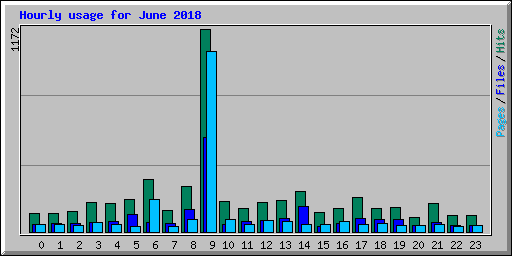 Hourly usage for June 2018
1172
Pages / Files / Hits
0 1 2 3 4 5 6 7 8 9 10 11 12 13 14 15 16 17 18 19 20 21 22 23